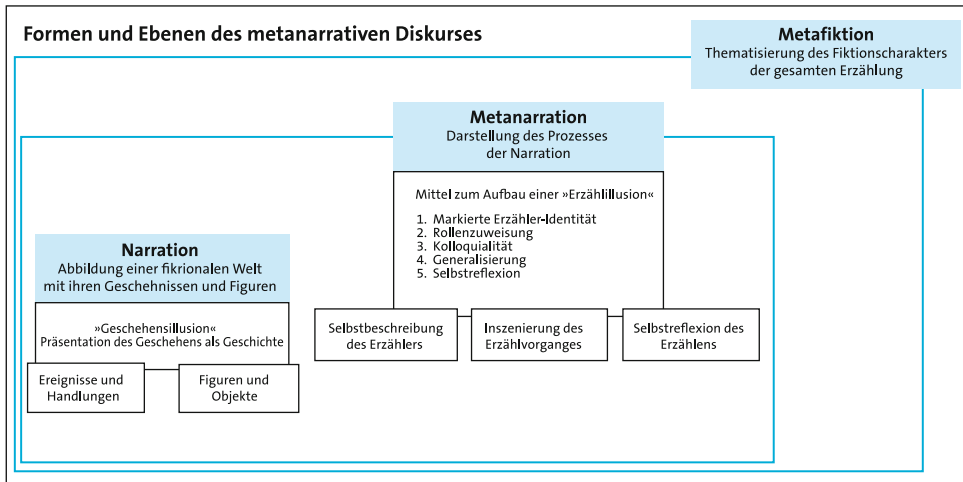 Formen und Ebenen des metanarrativen Diskurses
Metafiktion
Thematisierung des Fiktionscharakters
der gesamten Erzählung
Metanarration
Darstellung des Prozesses
der Narration
Mittel zum Aufbau einer »Erzählillusion«
1. Markierte Erzähler-Identität
2. Rollenzuweisung
3. Kolloquialität
4. Generalisierung
5. Selbstreflexion
Selbstbeschreibung
des Erzählers
Inszenierung des
Erzählvorganges
Selbstreflexion des
Erzählens
Narration
Abbildung einer fikrionalen Welt
mit ihren Geschehnissen und Figuren
»Geschehensillusion«
Präsentation des Geschehens als Geschichte
Ereignisse und
Handlungen
Figuren und
Objekte